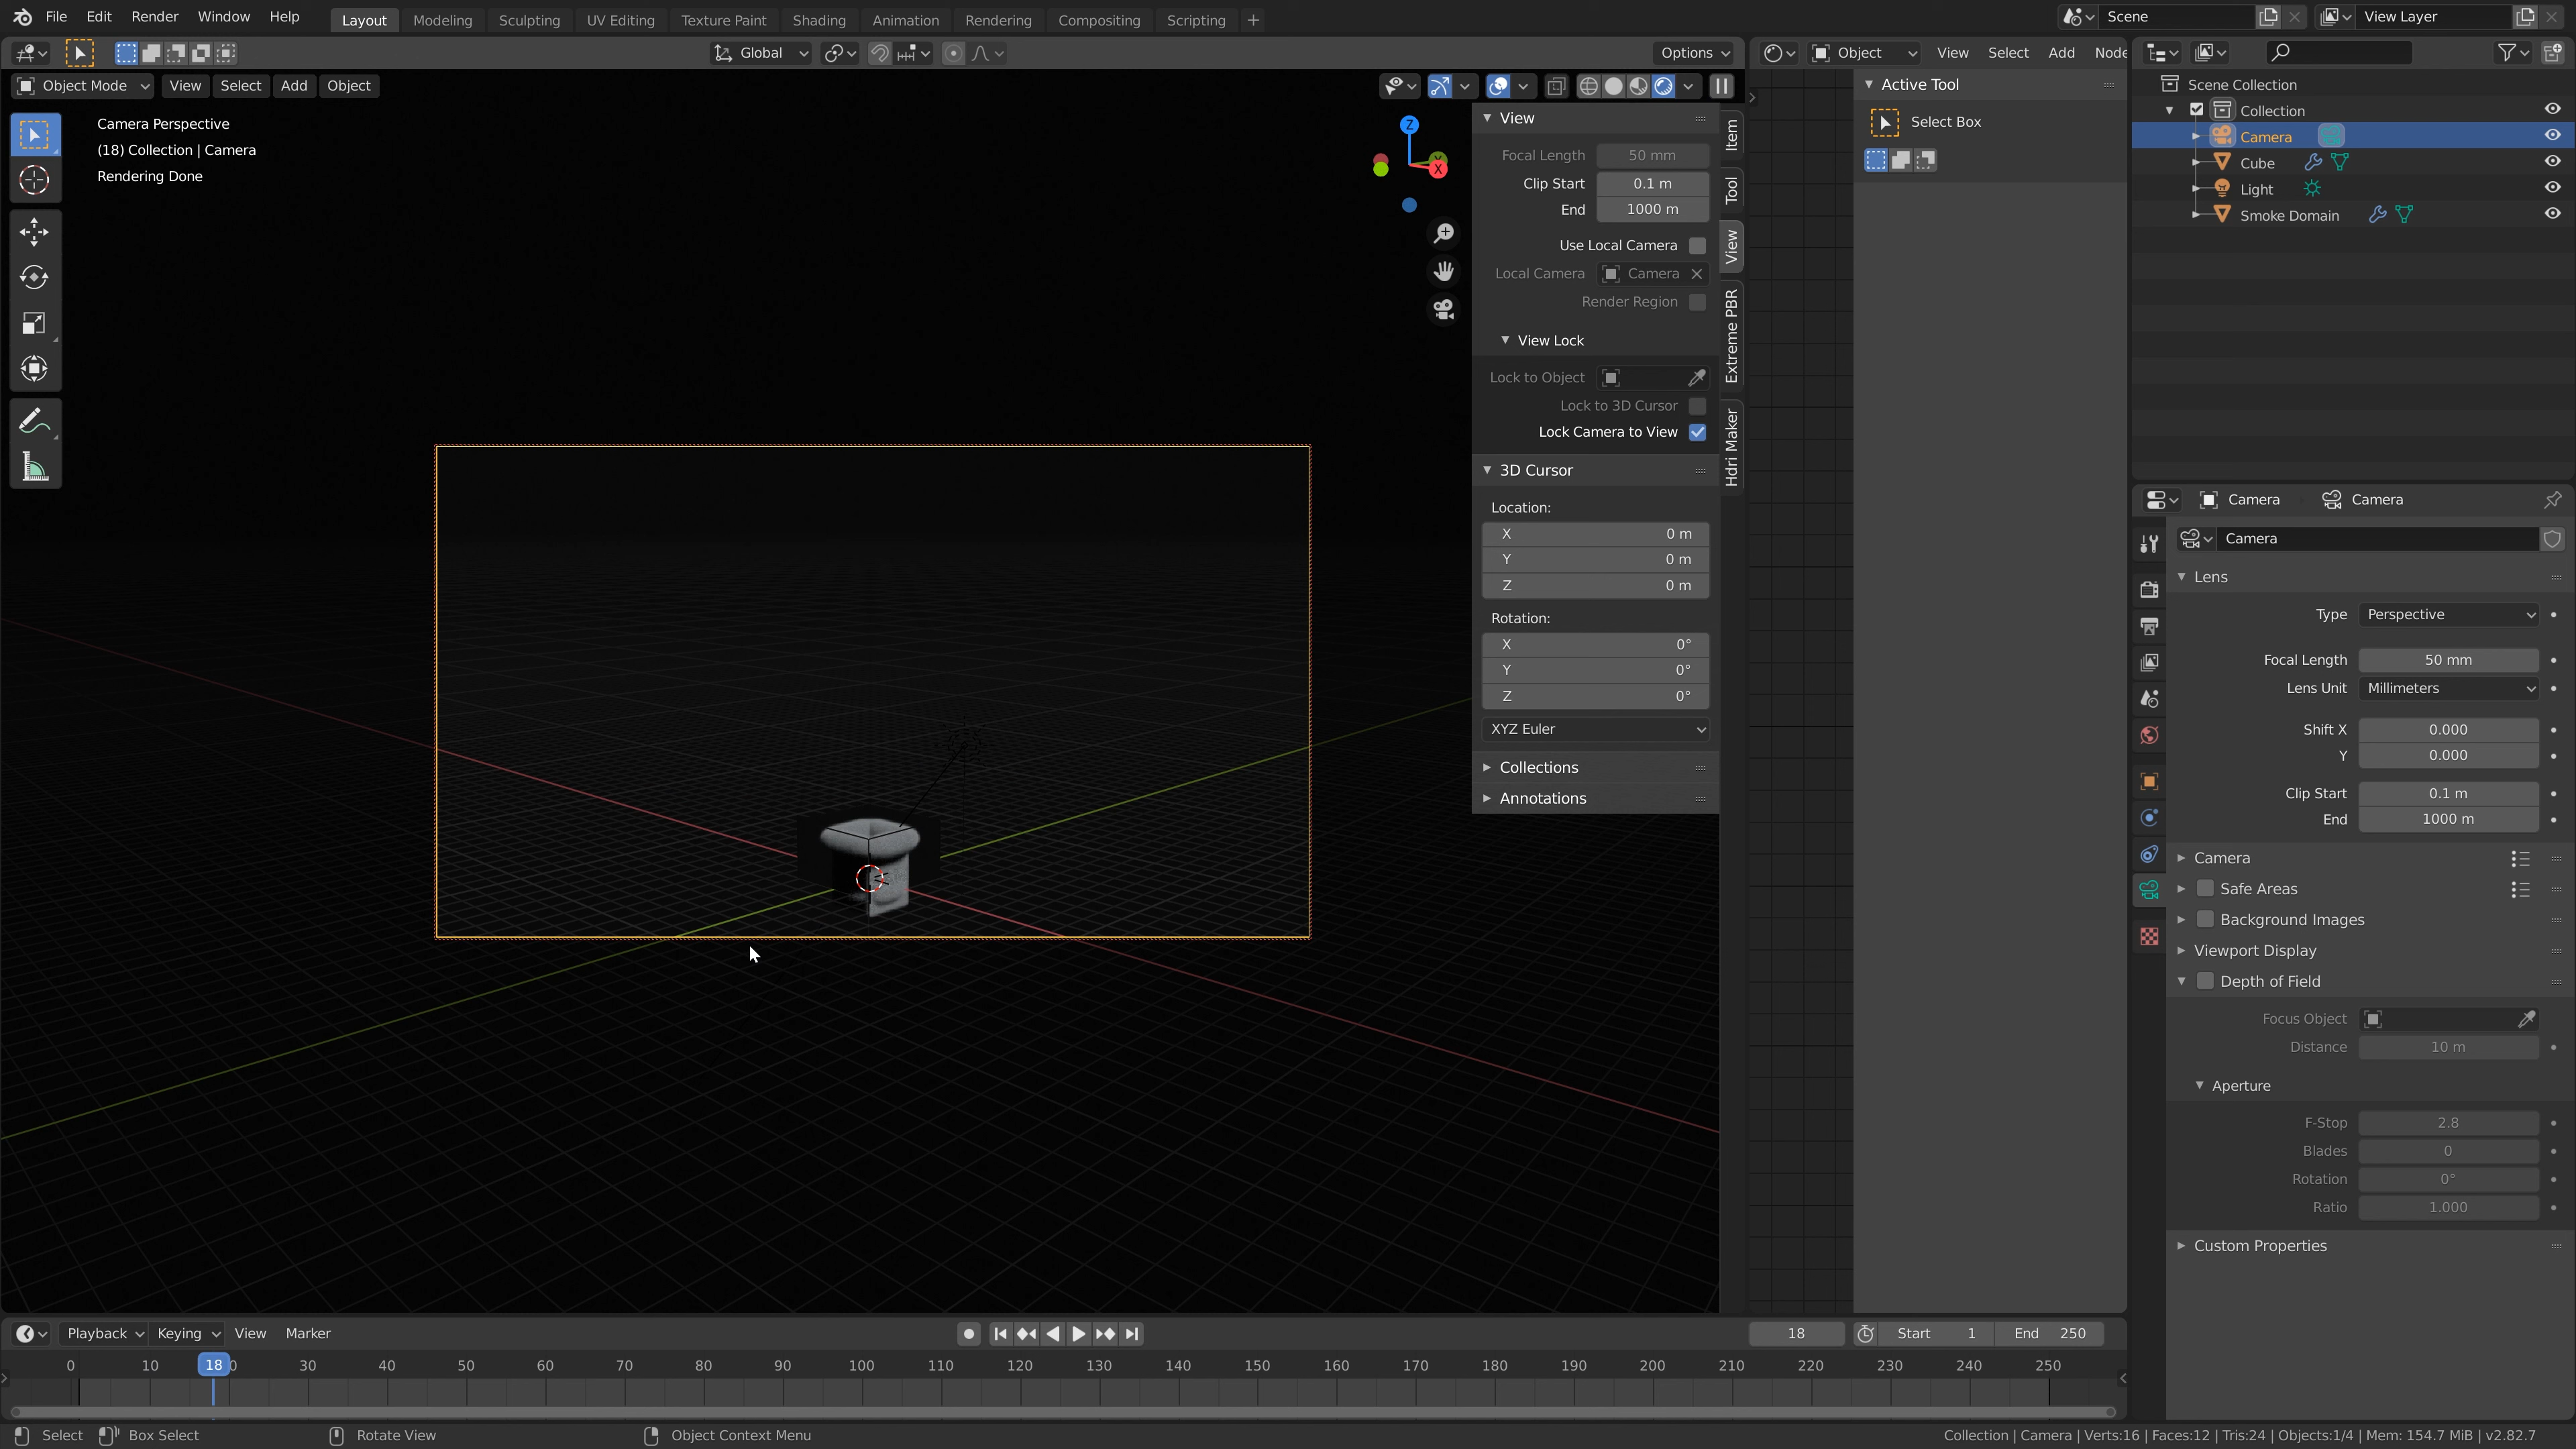 File Edit Render Window Help Layout Modeling Sculpting UV Editing Texture Paint Shading Animation Rendering Compositing Scripting + Scene View Layer
Global Options Object View Select Add Node
Object Mode View Select Add Object
Camera Perspective
(18) Collection | Camera
Rendering Done
Z
Y
X
View
Focal Length 50 mm
Clip Start 0.1 m
End 1000 m
Use Local Camera
Local Camera Camera
Render Region
View Lock
Lock to Object
Lock to 3D Cursor
Lock Camera to View
3D Cursor
Location:
X 0 m
Y 0 m
Z 0 m
Rotation:
X 0°
Y 0°
Z 0°
XYZ Euler
Collections
Annotations
Item
Tool
View
Extreme PBR
Hdri Maker
Active Tool
Select Box
Scene Collection
Collection
Camera
Cube
Light
Smoke Domain
Camera Camera
Camera
Lens
Type Perspective
Focal Length 50 mm
Lens Unit Millimeters
Shift X 0.000
Y 0.000
Clip Start 0.1 m
End 1000 m
Camera
Safe Areas
Background Images
Viewport Display
Depth of Field
Focus Object
Distance 10 m
Aperture
F-Stop 2.8
Blades 0
Rotation 0°
Ratio 1.000
Custom Properties
Playback Keying View Marker 18 Start 1 End 250
0 10 18 0 30 40 50 60 70 80 90 100 110 120 130 140 150 160 170 180 190 200 210 220 230 240 250
Select Box Select Rotate View Object Context Menu Collection | Camera | Verts:16 | Faces:12 | Tris:24 | Objects:1/4 | Mem: 154.7 MiB | v2.82.7